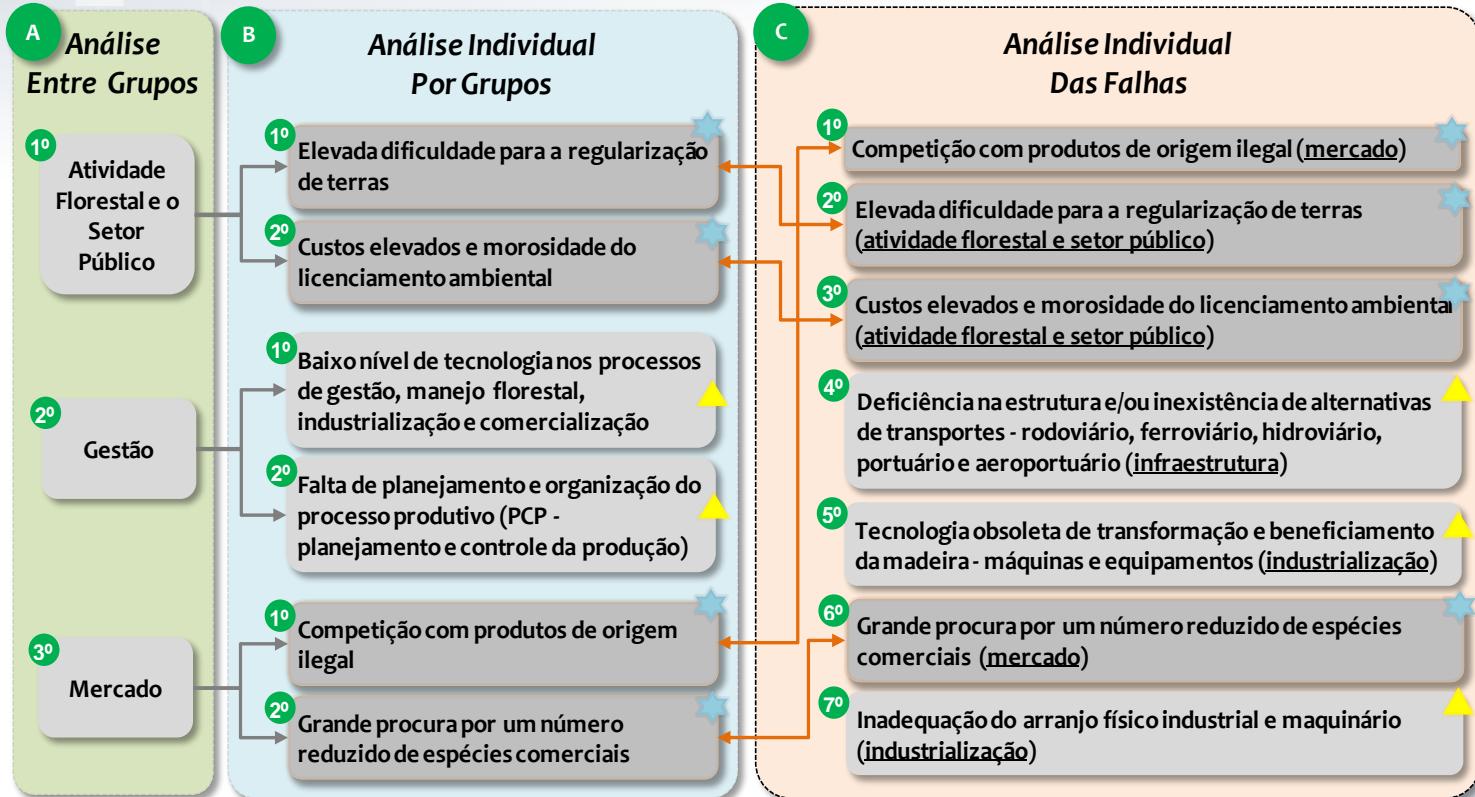 A
Análise
Entre Grupos
1º
Atividade
Florestal e o
Setor
Público
2º
Gestão
3º
Mercado
B
Análise Individual
Por Grupos
1º
Elevada dificuldade para a regularização
de terras
2º
Custos elevados e morosidade do
licenciamento ambiental
1º
Baixo nível de tecnologia nos processos
de gestão, manejo florestal,
industrialização e comercialização
2º
Falta de planejamento e organização do
processo produtivo (PCP -
planejamento e controle da produção)
1º
Competição com produtos de origem
ilegal
2º
Grande procura por um número
reduzido de espécies comerciais
C
Análise Individual
Das Falhas
1º
Competição com produtos de origem ilegal (mercado)
2º
Elevada dificuldade para a regularização de terras
(atividade florestal e setor público)
3º
Custos elevados e morosidade do licenciamento ambiental
(atividade florestal e setor público)
4º
Deficiência na estrutura e/ou inexistência de alternativas
de transportes - rodoviário, ferroviário, hidroviário,
portuário e aeroportuário (infraestrutura)
5º
Tecnologia obsoleta de transformação e beneficiamento
da madeira - máquinas e equipamentos (industrialização)
6º
Grande procura por um número reduzido de espécies
comerciais (mercado)
7º
Inadequação do arranjo físico industrial e maquinário
(industrialização)